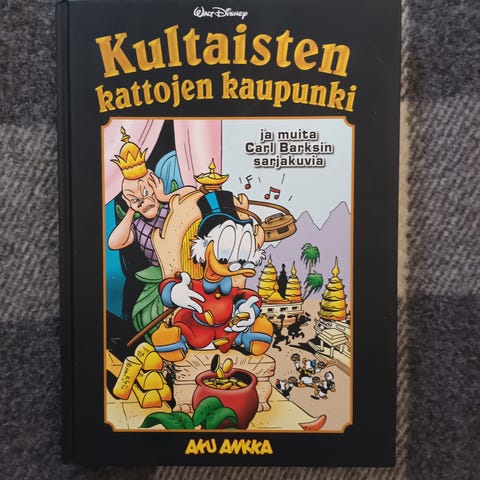 Walt Disney
Kultaisten
kattojen kaupunki
ja muita
Carl Barksin
sarjakuvia
AKU ANKKA